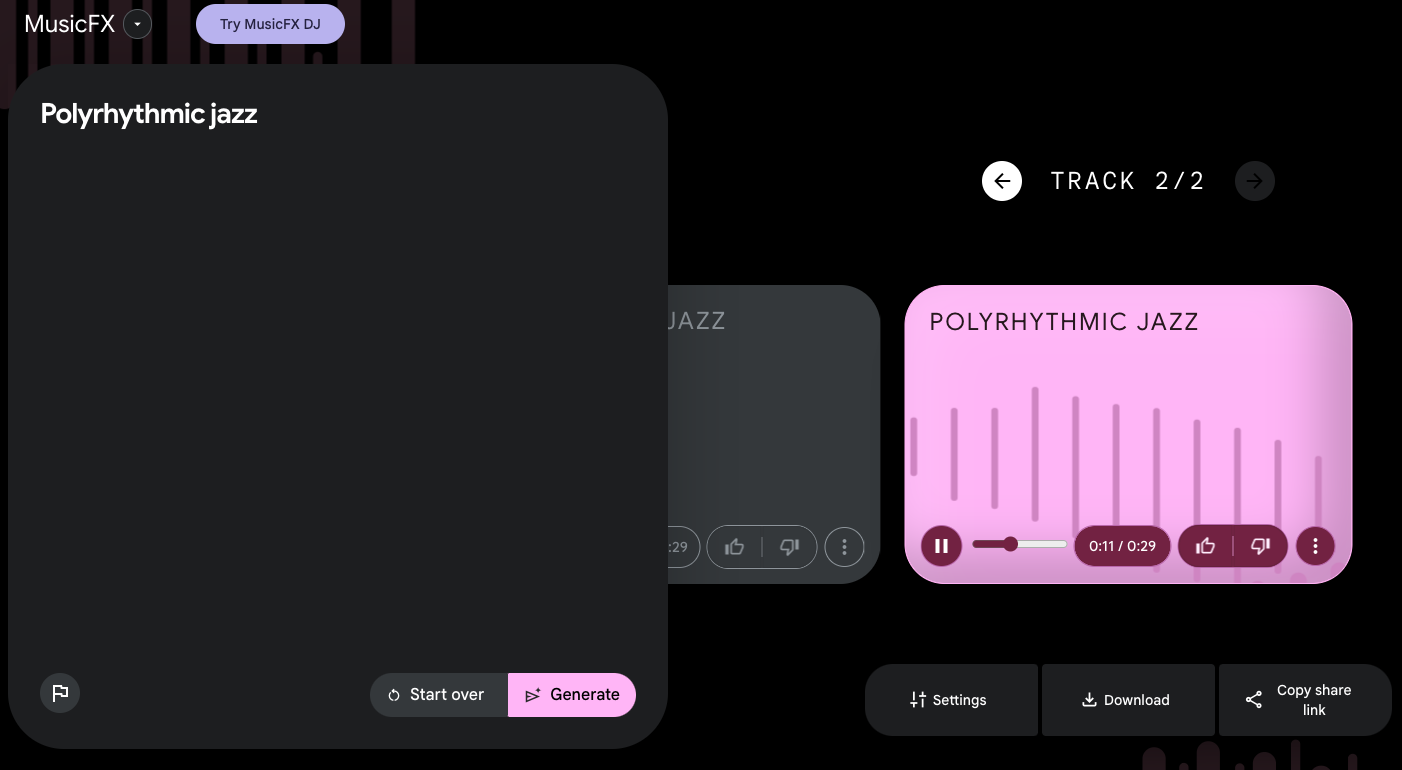 MusicFX
Try MusicFX DJ
Polyrhythmic jazz
Start over
Generate
TRACK 2/2
JAZZ
:29
POLYRHYTHMIC JAZZ
0:11 / 0:29
Settings
Download
Copy share
link